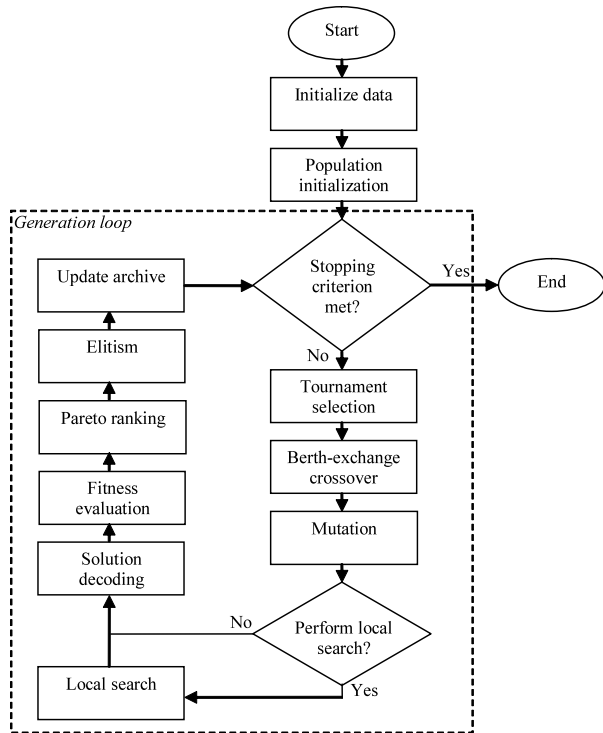 Start
Initialize data
Population
initialization
Generation loop
Update archive
Stopping
criterion
met?
Yes
End
Elitism
No
Tournament
selection
Pareto ranking
Berth-exchange
crossover
Fitness
evaluation
Mutation
Solution
decoding
No
Perform local
search?
Local search
Yes